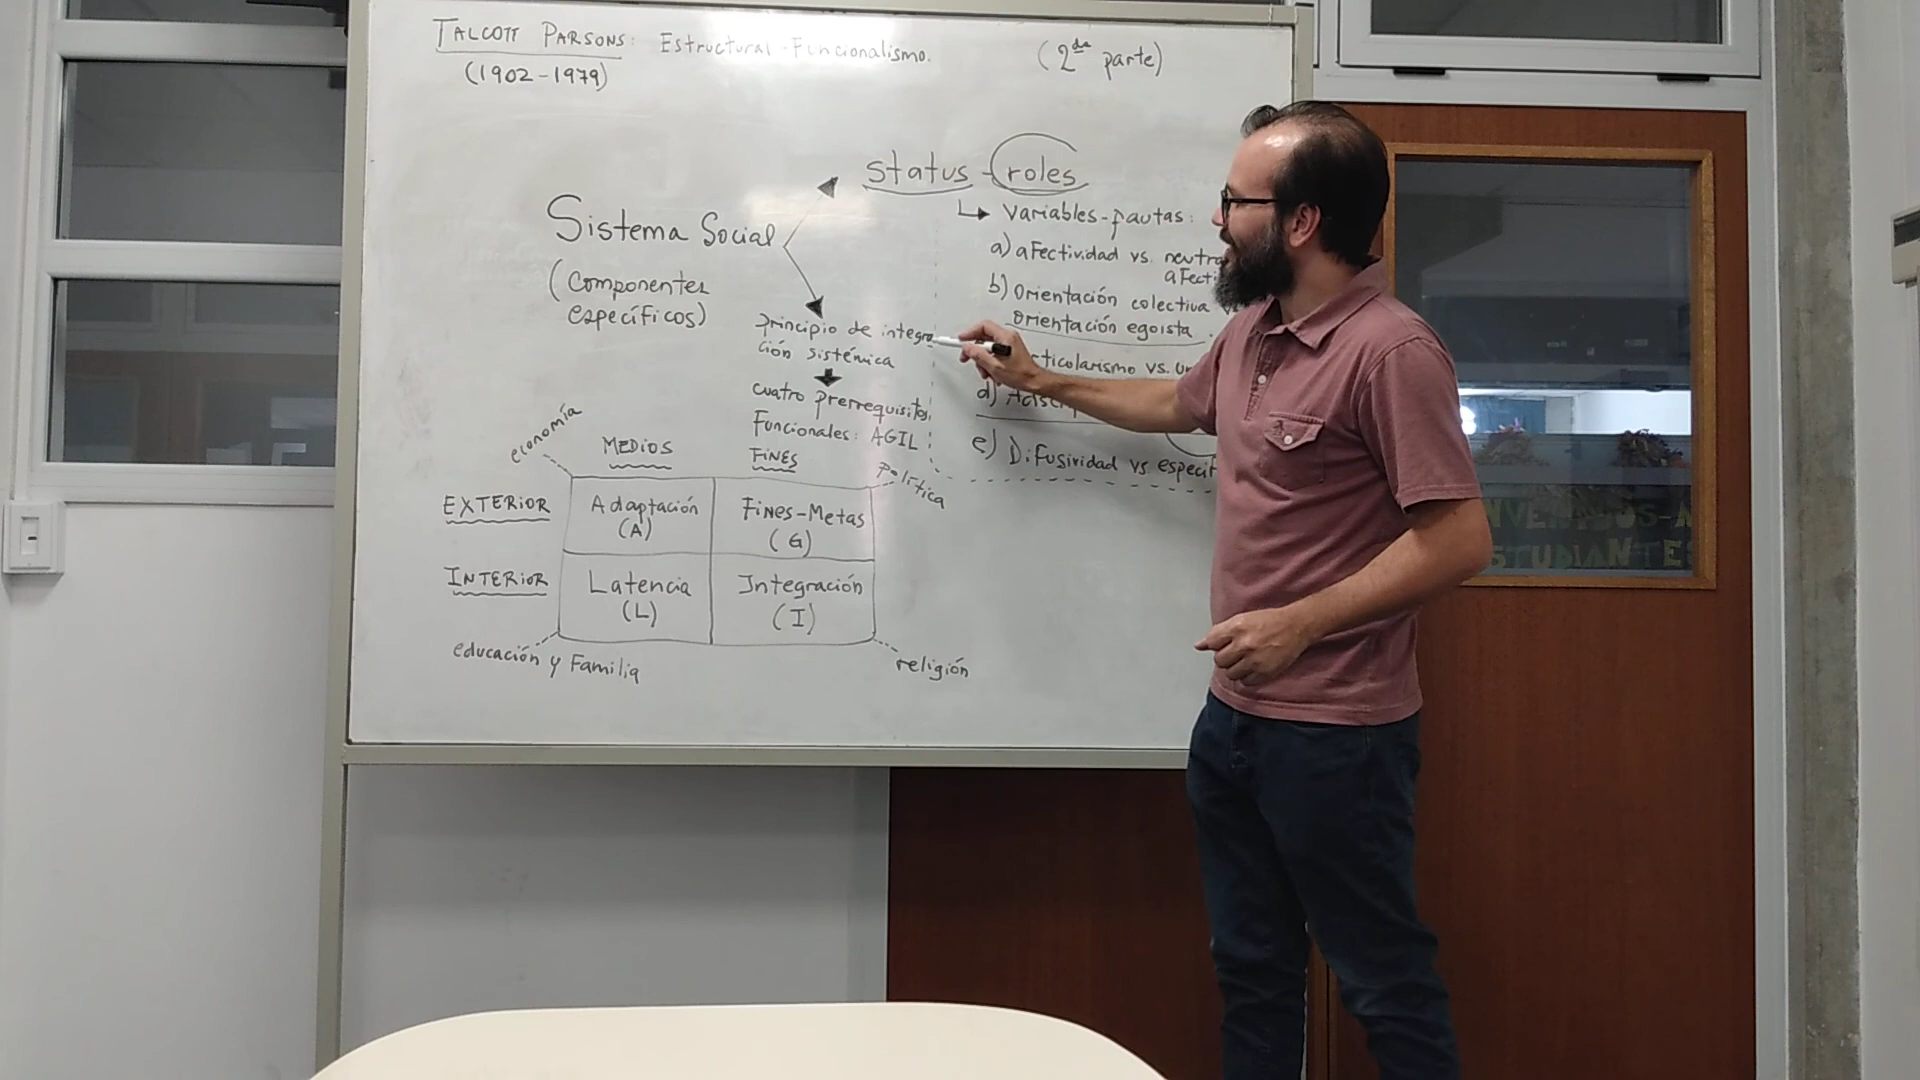 TALCOTT PARSONS: Estructural-Funcionalismo.
(1902-1979)
(2da parte)
status - roles
Variables-pautas:
a) afectividad vs.
b) Orientación colectiva
Orientación egoísta.
vs.
d)
e) Difusividad vs
Sistema Social
(Componentes
específicos)
principio de integra
ción sistémica
cuatro prerrequisitos
Funcionales: AGIL
economía
MEDIOS
FINES
política
EXTERIOR
Adaptación
(A)
Fines-Metas
(G)
INTERIOR
Latencia
(L)
Integración
(I)
educación y Familia
religión